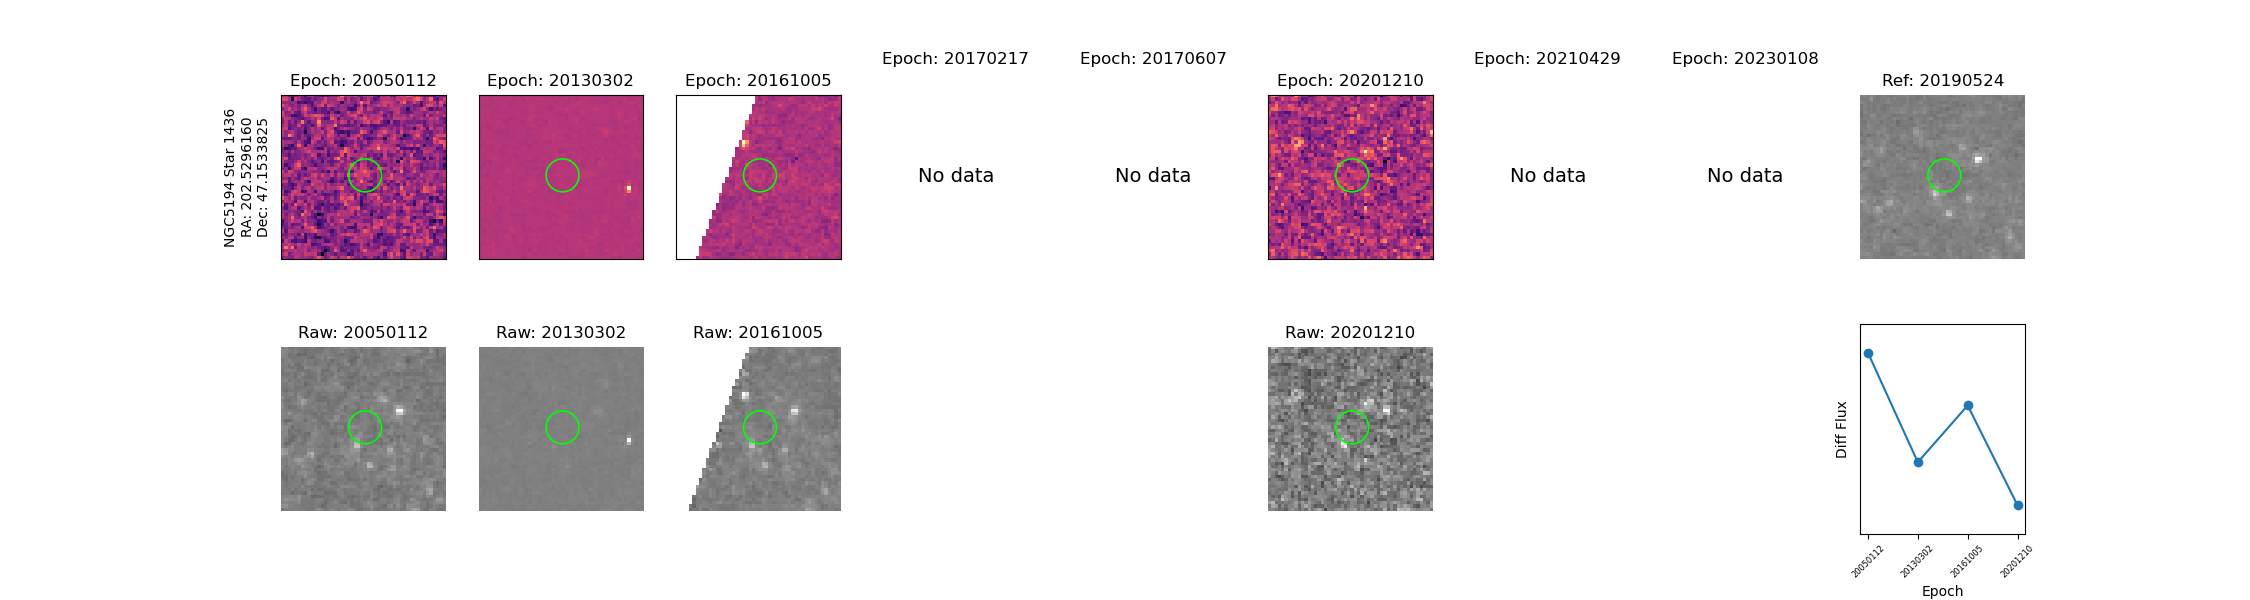 NGC5194 Star 1436
RA: 202.5296160
Dec: 47.1533825
Epoch: 20050112
Epoch: 20130302
Epoch: 20161005
Epoch: 20170217
No data
Epoch: 20170607
No data
Epoch: 20201210
Epoch: 20210429
No data
Epoch: 20230108
No data
Ref: 20190524
Raw: 20050112
Raw: 20130302
Raw: 20161005
Raw: 20201210
Diff Flux
20050112
20130302
20161005
20201210
Epoch